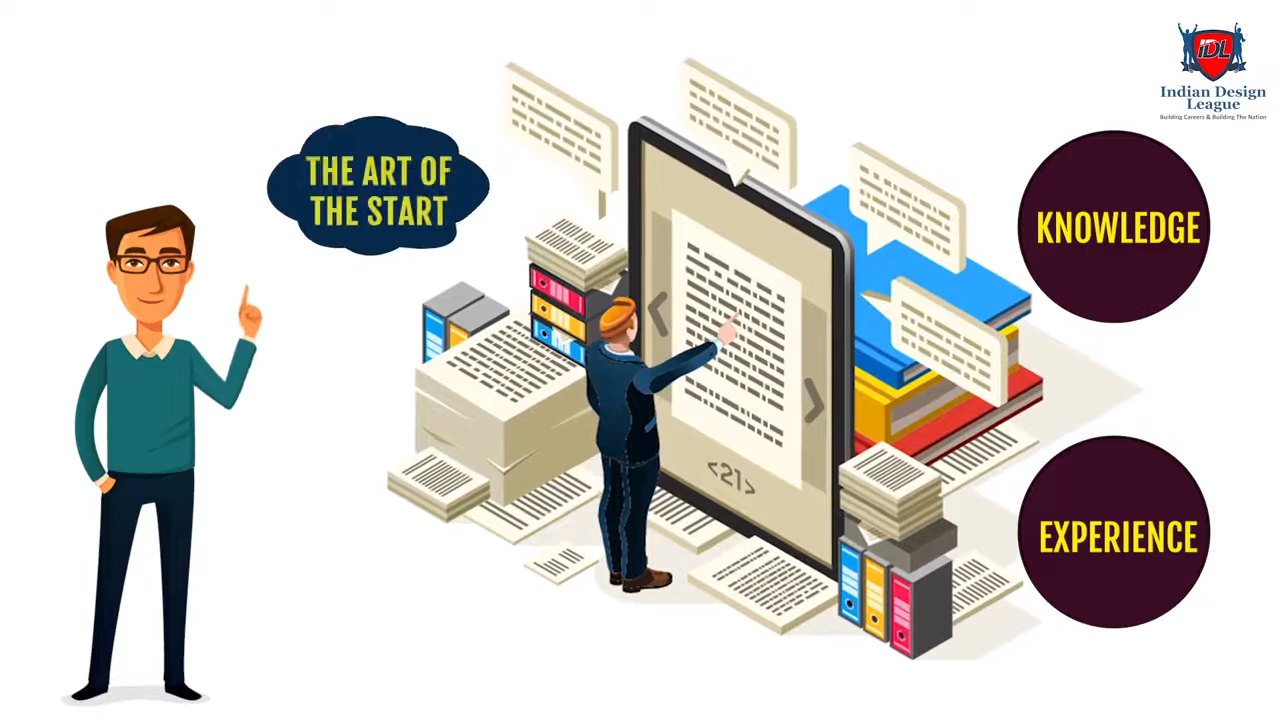 IDL
Indian Design
League
Building Careers & Building The Nation
THE ART OF
THE START
KNOWLEDGE
<21>
EXPERIENCE